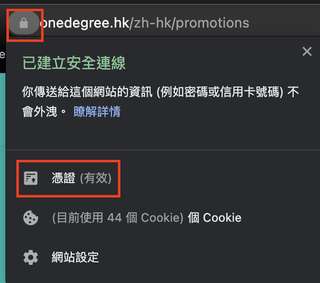 onedegree.hk/zh-hk/promotions
已建立安全連線
你傳送給這個網站的資訊 (例如密碼或信用卡號碼) 不
會外洩。瞭解詳情
憑證 (有效)
(目前使用 44 個 Cookie) 個 Cookie
網站設定